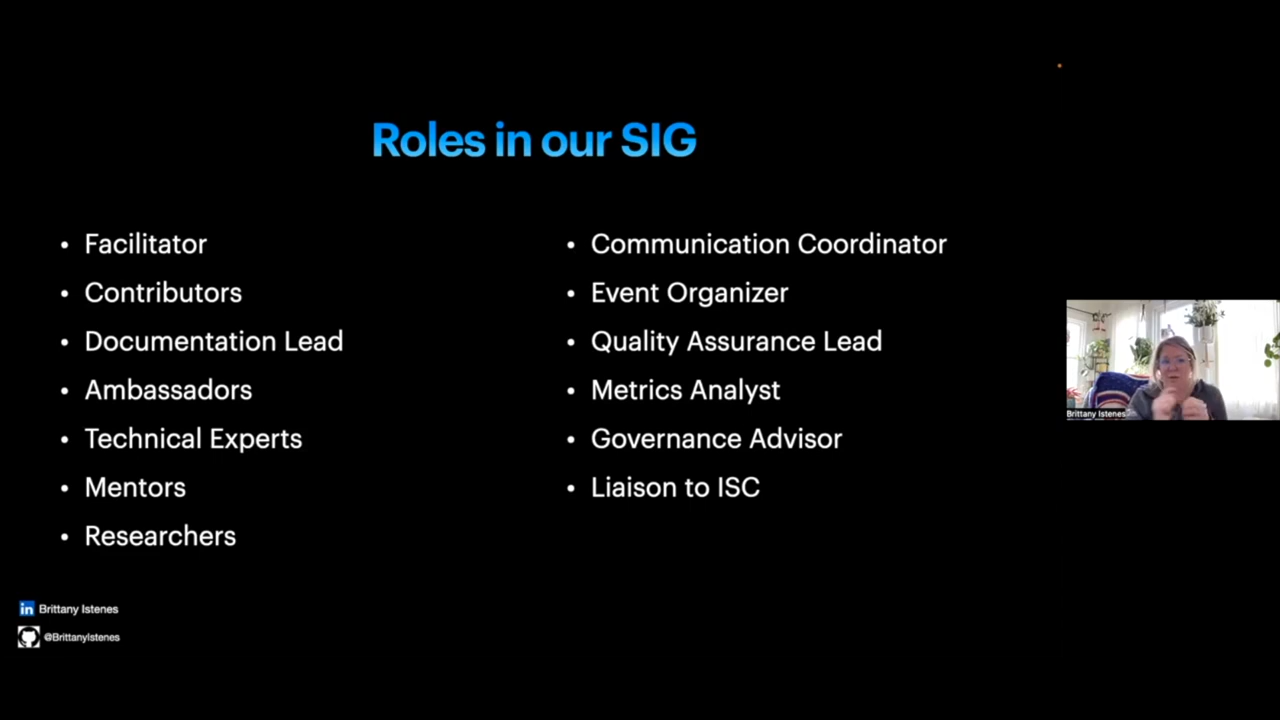 Roles in our SIG
• Facilitator
• Contributors
• Documentation Lead
• Ambassadors
• Technical Experts
• Mentors
• Researchers
• Communication Coordinator
• Event Organizer
• Quality Assurance Lead
• Metrics Analyst
• Governance Advisor
• Liaison to ISC
Brittany Istenes
in Brittany Istenes
@BrittanyIstenes